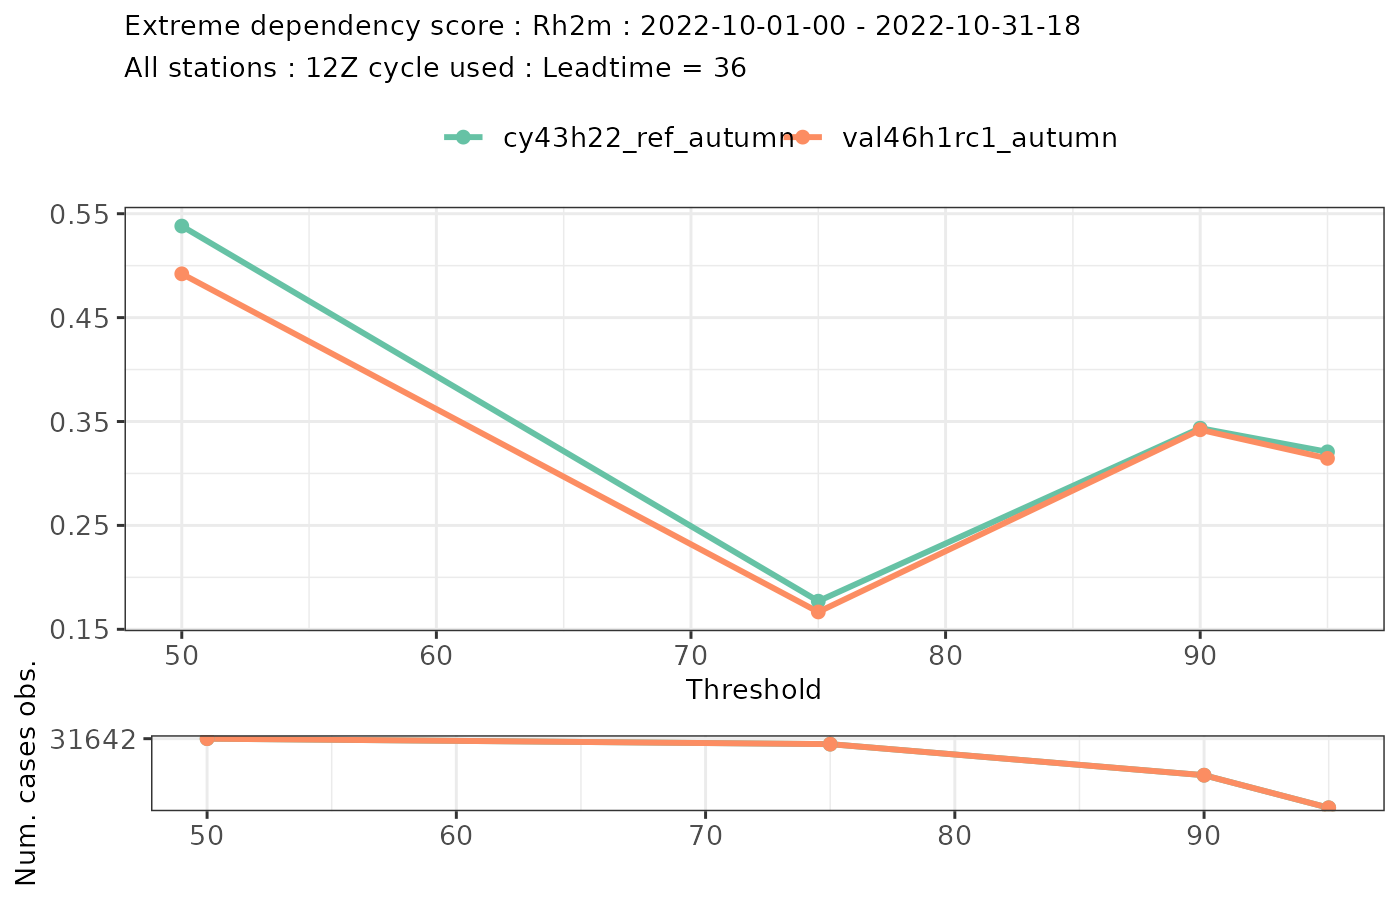 Extreme dependency score : Rh2m : 2022-10-01-00 - 2022-10-31-18
All stations : 12Z cycle used : Leadtime = 36
cy43h22_ref_autumn val46h1rc1_autumn
0.55
0.45
0.35
0.25
0.15
50 60 70 80 90
Threshold
Num. cases obs.
31642
50 60 70 80 90